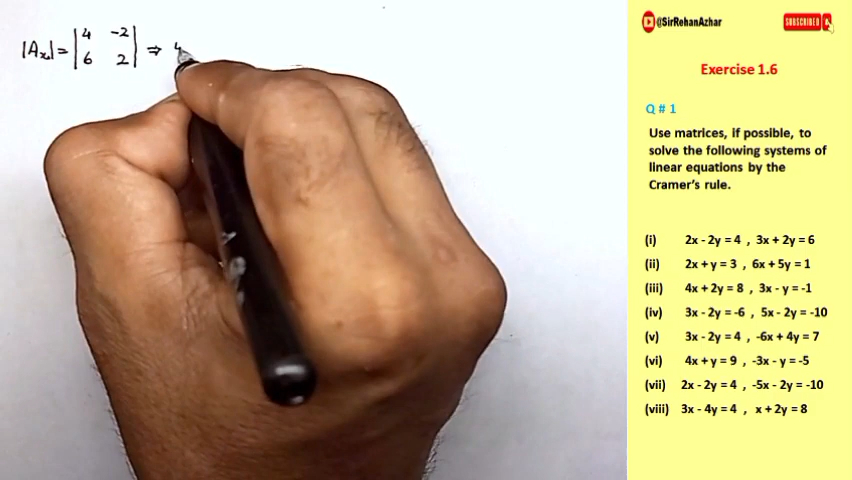 |Ax| = | 4 -2 | ⇒ 4
| 6 2 |
@SirRehanAzhar
SUBSCRIBED
Exercise 1.6
Q # 1
Use matrices, if possible, to
solve the following systems of
linear equations by the
Cramer's rule.
(i) 2x - 2y = 4 , 3x + 2y = 6
(ii) 2x + y = 3 , 6x + 5y = 1
(iii) 4x + 2y = 8 , 3x - y = -1
(iv) 3x - 2y = -6 , 5x - 2y = -10
(v) 3x - 2y = 4 , -6x + 4y = 7
(vi) 4x + y = 9 , -3x - y = -5
(vii) 2x - 2y = 4 , -5x - 2y = -10
(viii) 3x - 4y = 4 , x + 2y = 8